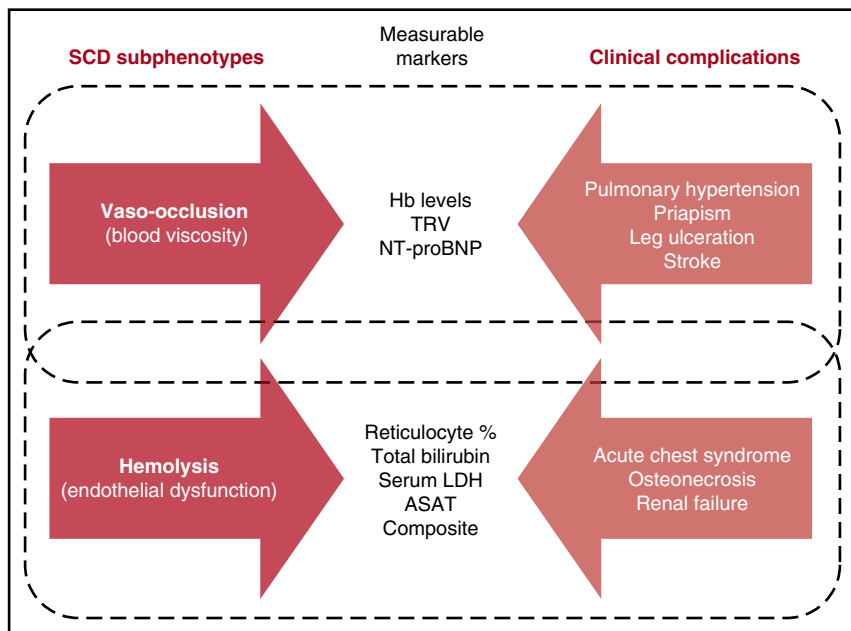 SCD subphenotypes
Measurable
markers
Clinical complications
Vaso-occlusion
(blood viscosity)
Hb levels
TRV
NT-proBNP
Pulmonary hypertension
Priapism
Leg ulceration
Stroke
Hemolysis
(endothelial dysfunction)
Reticulocyte %
Total bilirubin
Serum LDH
ASAT
Composite
Acute chest syndrome
Osteonecrosis
Renal failure